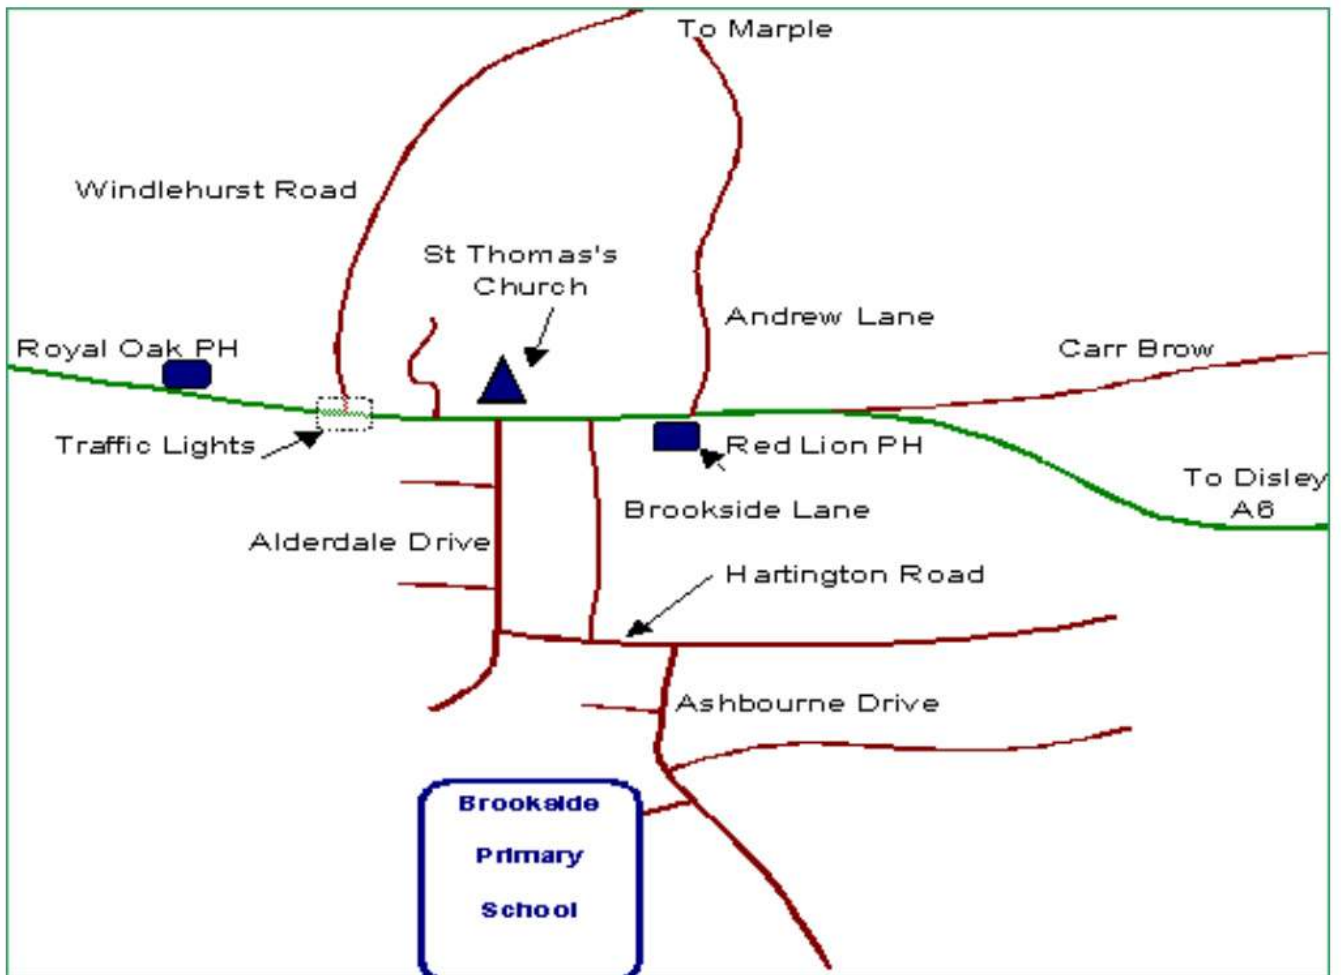 To Marple
Windlehurst Road
St Thomas's
Church
Andrew Lane
Royal Oak PH
Carr Brow
Traffic Lights
Red Lion PH
To Disley
A6
Brookside Lane
Alderdale Drive
Hartington Road
Ashbourne Drive
Brookside
Primary
School